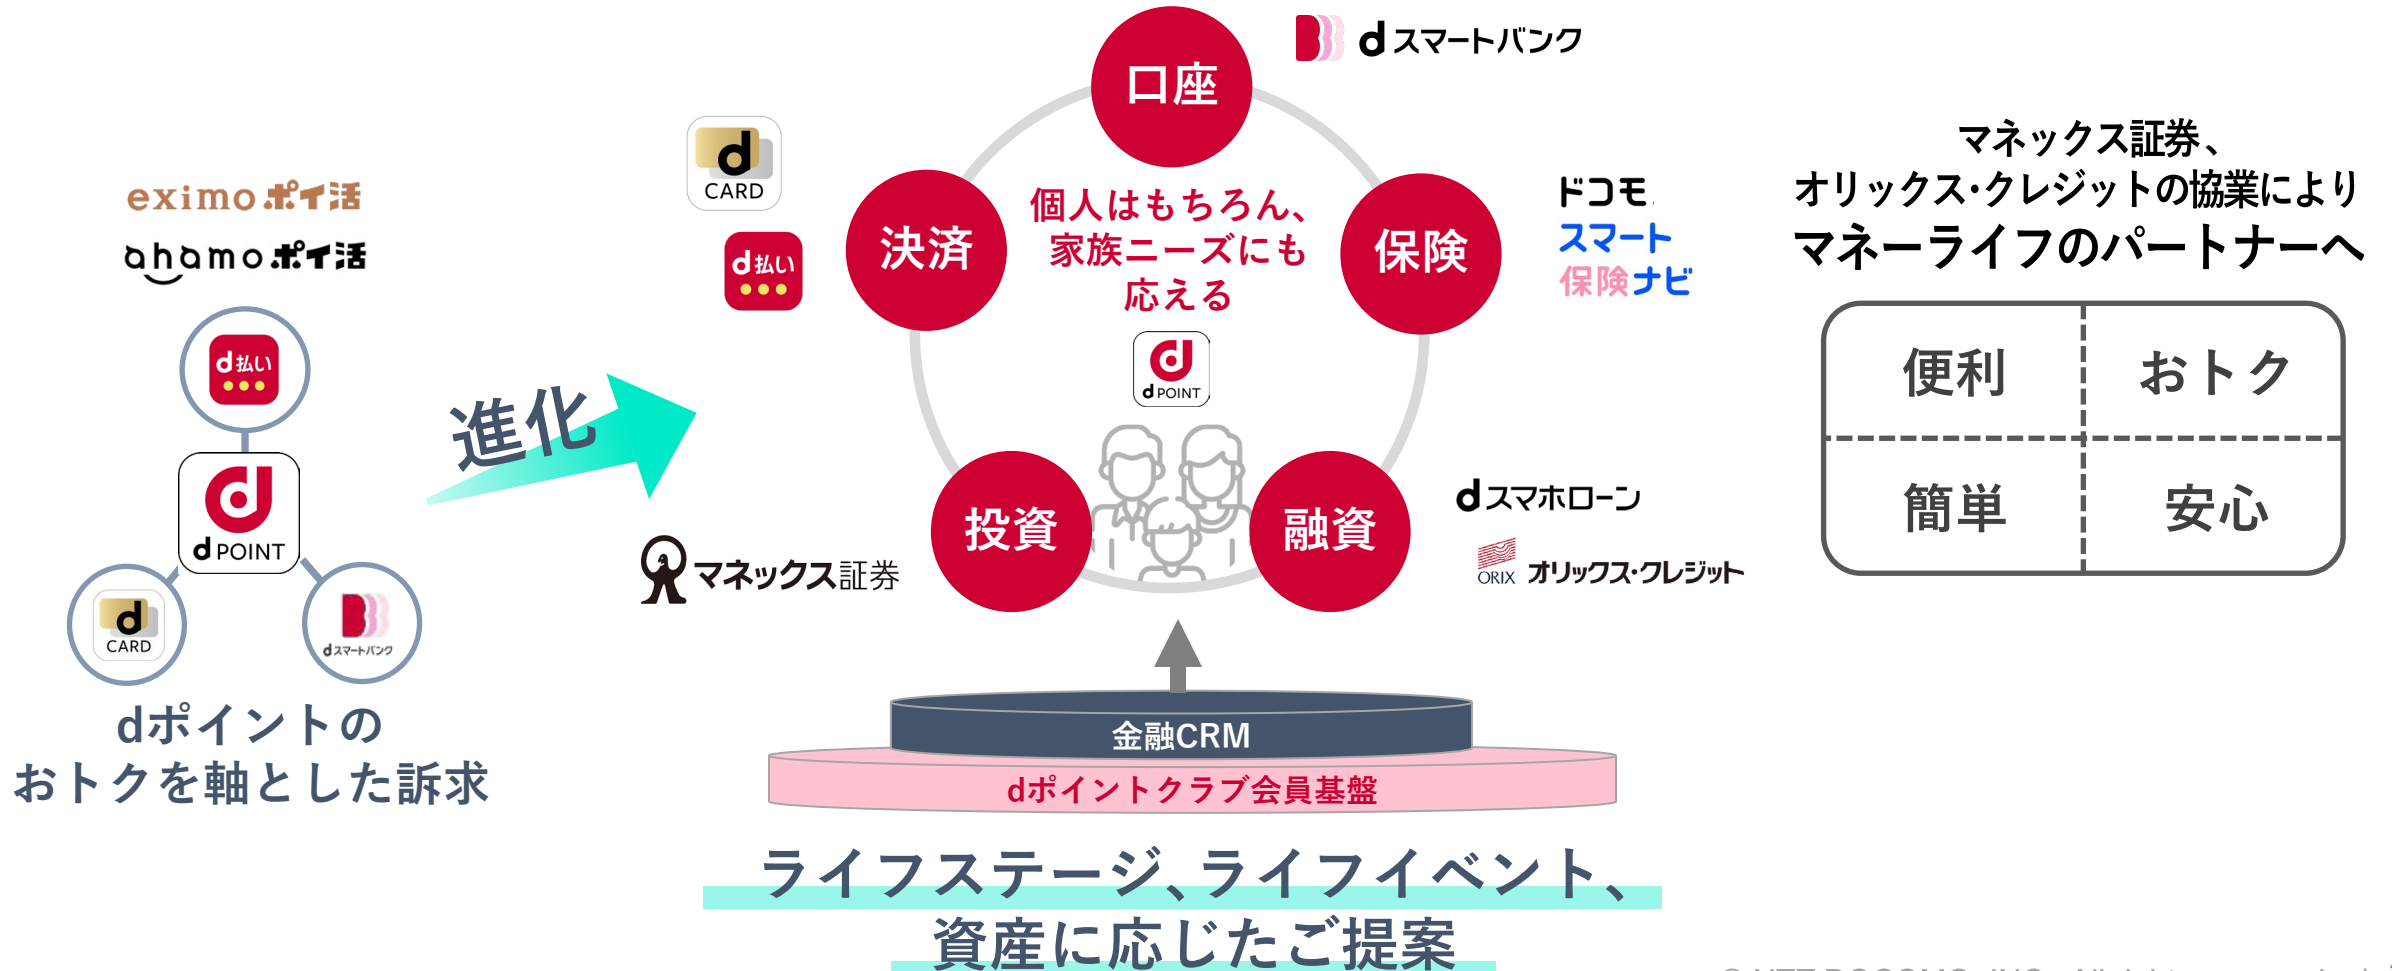 eximo ポイ活
ahamo ポイ活
d払い
d POINT
d CARD
dスマートバンク
dポイントの
おトクを軸とした訴求
進化
口座
dスマートバンク
d CARD
d払い
決済
個人はもちろん、
家族ニーズにも
応える
d POINT
保険
ドコモ
スマート
保険ナビ
投資
マネックス証券
融資
dスマホローン
ORIX オリックス・クレジット
金融CRM
dポイントクラブ会員基盤
ライフステージ、ライフイベント、
資産に応じたご提案
マネックス証券、
オリックス・クレジットの協業により
マネーライフのパートナーへ
便利 おトク
簡単 安心